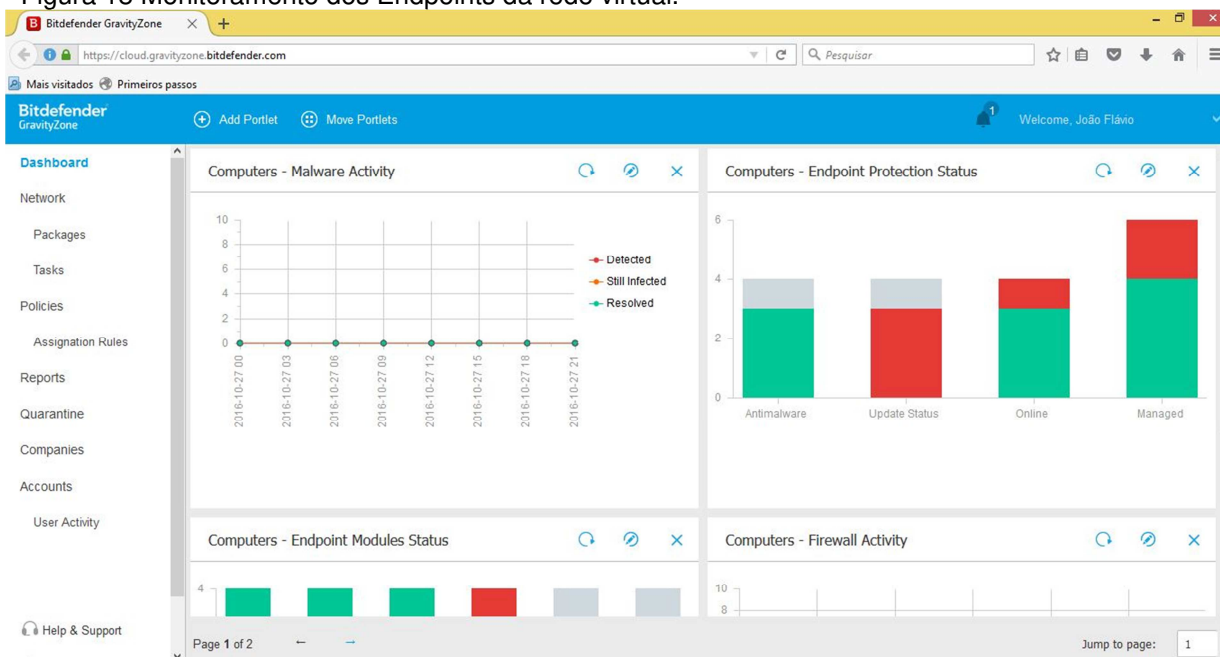 Figura 18 Monitoramento dos Endpoints da rede virtual.
B Bitdefender GravityZone
https://cloud.gravityzone.bitdefender.com
Pesquisar
Mais visitados
Primeiros passos
Bitdefender
GravityZone
Add Portlet
Move Portlets
1
Welcome, João Flávio
Dashboard
Network
Packages
Tasks
Policies
Assignation Rules
Reports
Quarantine
Companies
Accounts
User Activity
Help & Support
Computers - Malware Activity
10
8
6
4
2
0
2016-10-27 00
2016-10-27 03
2016-10-27 06
2016-10-27 09
2016-10-27 12
2016-10-27 15
2016-10-27 18
2016-10-27 21
Detected
Still Infected
Resolved
Computers - Endpoint Protection Status
6
4
2
0
Antimalware
Update Status
Online
Managed
Computers - Endpoint Modules Status
4
Computers - Firewall Activity
10
8
Page 1 of 2
Jump to page: 1